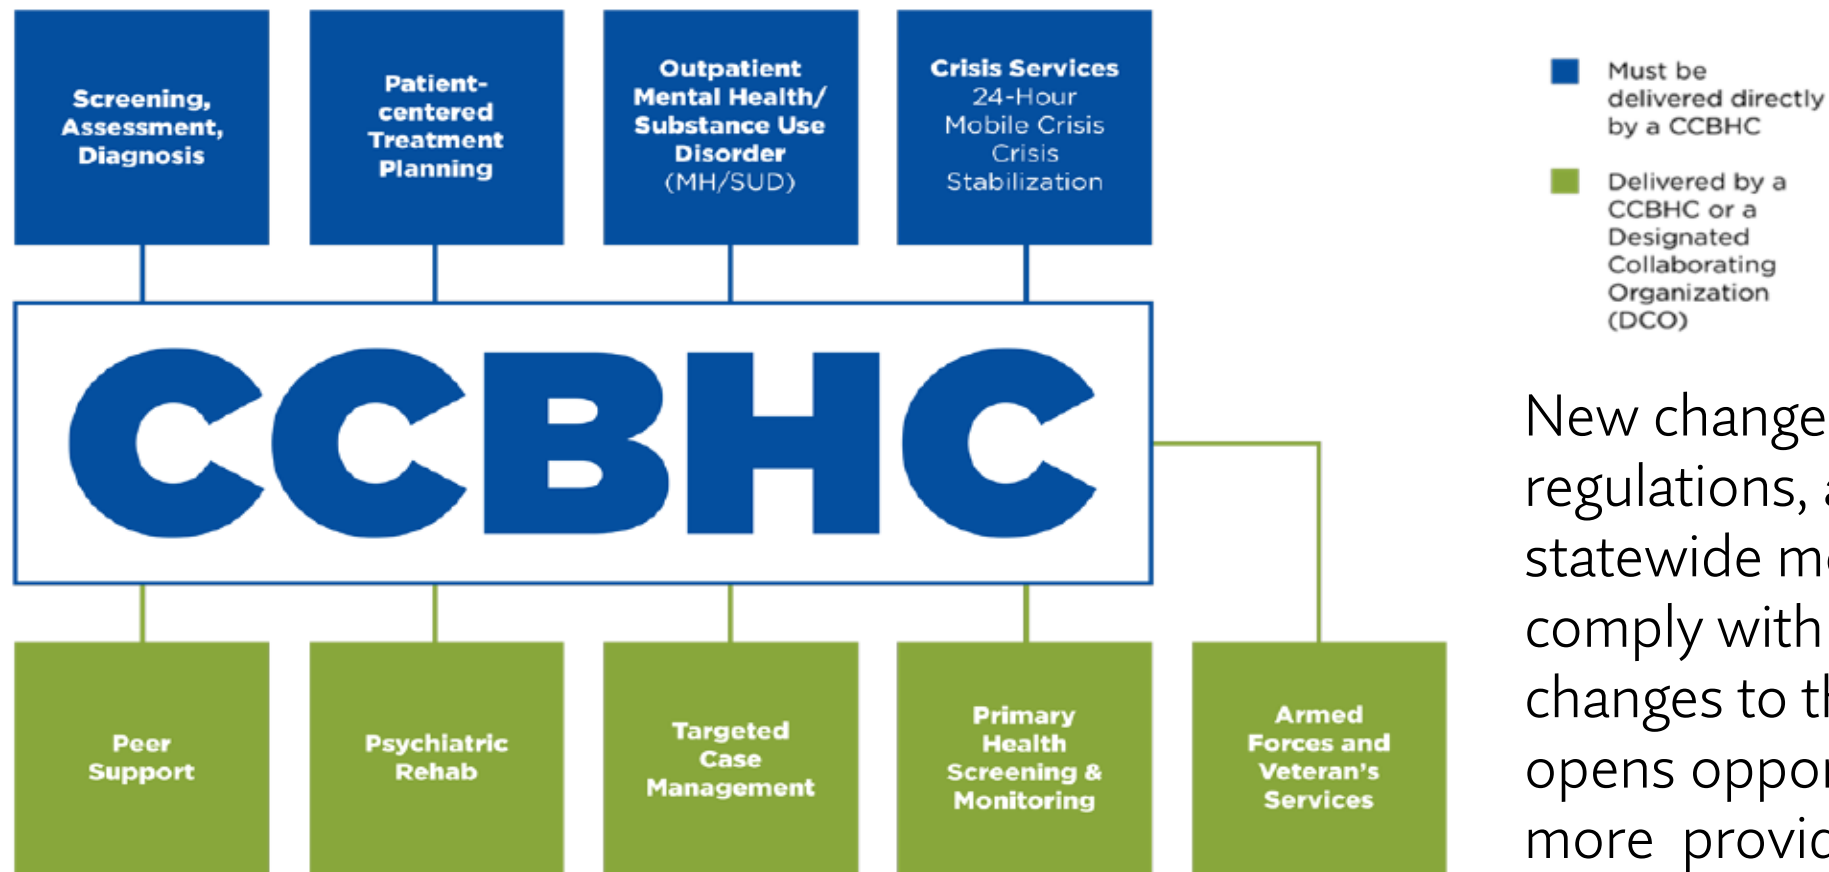 Screening,
Assessment,
Diagnosis
Patient-
centered
Treatment
Planning
Outpatient
Mental Health/
Substance Use
Disorder
(MH/SUD)
Crisis Services
24-Hour
Mobile Crisis
Crisis
Stabilization
Must be
delivered directly
by a CCBHC
Delivered by a
CCBHC or a
Designated
Collaborating
Organization
(DCO)
CCBHC
Peer
Support
Psychiatric
Rehab
Targeted
Case
Management
Primary
Health
Screening &
Monitoring
Armed
Forces and
Veteran's
Services
New change
regulations,
statewide
comply with
changes to
opens
more